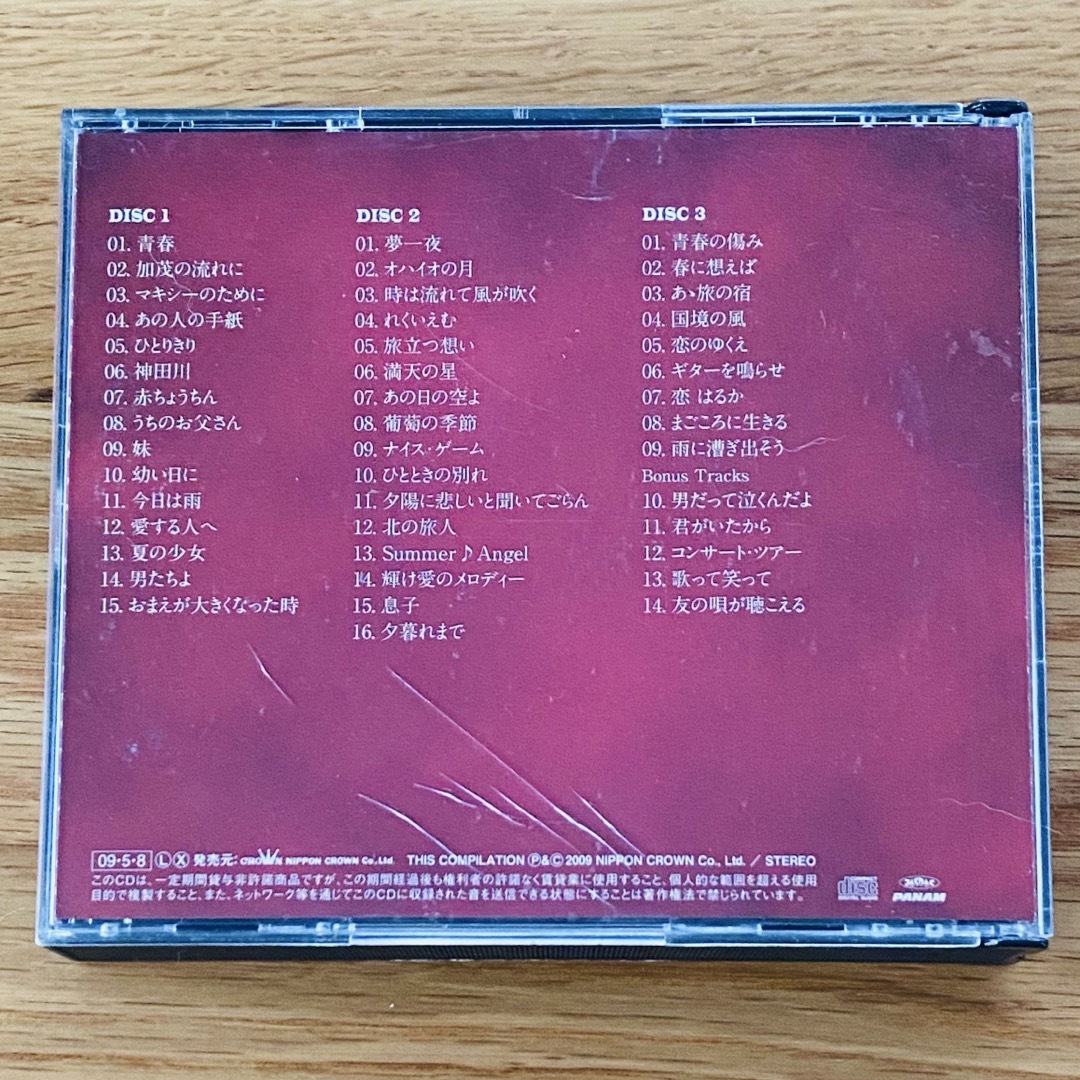 DISC 1
01. 青春
02. 加茂の流れに
03. マキシーのために
04. あの人の手紙
05. ひとりきり
06. 神田川
07. 赤ちょうちん
08. うちのお父さん
09. 妹
10. 幼い日に
11. 今日は雨
12. 愛する人へ
13. 夏の少女
14. 男たちよ
15. おまえが大きくなった時
DISC 2
01. 夢一夜
02. オハイオの月
03. 時は流れて風が吹く
04. れくいえむ
05. 旅立つ想い
06. 満天の星
07. あの日の空よ
08. 葡萄の季節
09. ナイス・ゲーム
10. ひとときの別れ
11. 夕陽に悲しいと聞いてごらん
12. 北の旅人
13. Summer♪Angel
14. 輝け愛のメロディー
15. 息子
16. 夕暮れまで
DISC 3
01. 青春の傷み
02. 春に想えば
03. あゝ旅の宿
04. 国境の風
05. 恋のゆくえ
06. ギターを鳴らせ
07. 恋 はるか
08. まごころに生きる
09. 雨に漕ぎ出そう
Bonus Tracks
10. 男だって泣くんだよ
11. 君がいたから
12. コンサート・ツアー
13. 歌って笑って
14. 友の唄が聴こえる
09・5・8 Ⓛ Ⓧ 発売元: CROWN NIPPON CROWN Co., Ltd. THIS COMPILATION Ⓟ&© 2009 NIPPON CROWN Co., Ltd. / STEREO
このCDは、一定期間貸与非許諾商品ですが、この期間経過後も権利者の許諾なく賃貸業に使用すること、個人的な範囲を超える使用
目的で複製すること、また、ネットワーク等を通じてこのCDに収録された音を送信できる状態にすることは著作権法で禁じられています。
disc
JASRAC
PANAM